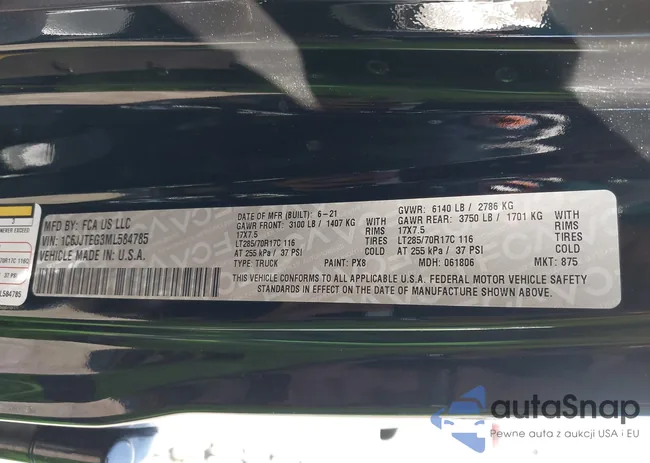 MFD BY: FCA US LLC
VIN: 1C6JJTEG3ML584785
VEHICLE MADE IN: U.S.A.
DATE OF MFR (BUILT): 6-21
GAWR FRONT: 3100 LB / 1407 KG WITH
17X7.5 RIMS
LT285/70R17C 116 TIRES
AT 255 kPa / 37 PSI COLD
TYPE: TRUCK PAINT: PX8
GVWR: 6140 LB / 2786 KG
GAWR REAR: 3750 LB / 1701 KG WITH
17X7.5 RIMS
LT285/70R17C 116 TIRES
AT 255 kPa / 37 PSI COLD
MDH: 061806 MKT: 875
THIS VEHICLE CONFORMS TO ALL APPLICABLE U.S.A. FEDERAL MOTOR VEHICLE SAFETY
STANDARDS IN EFFECT ON THE DATE OF MANUFACTURE SHOWN ABOVE.
70R17C 116Q
L584785
autaSnap
Pewne auta z aukcji USA i EU